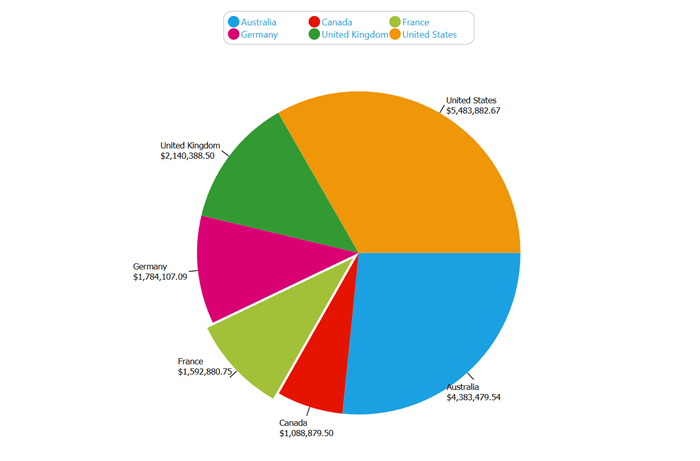 Australia
Canada
France
Germany
United Kingdom
United States
United States
$5,483,882.67
United Kingdom
$2,140,388.50
Germany
$1,784,107.09
France
$1,592,880.75
Australia
$4,383,479.54
Canada
$1,088,879.50